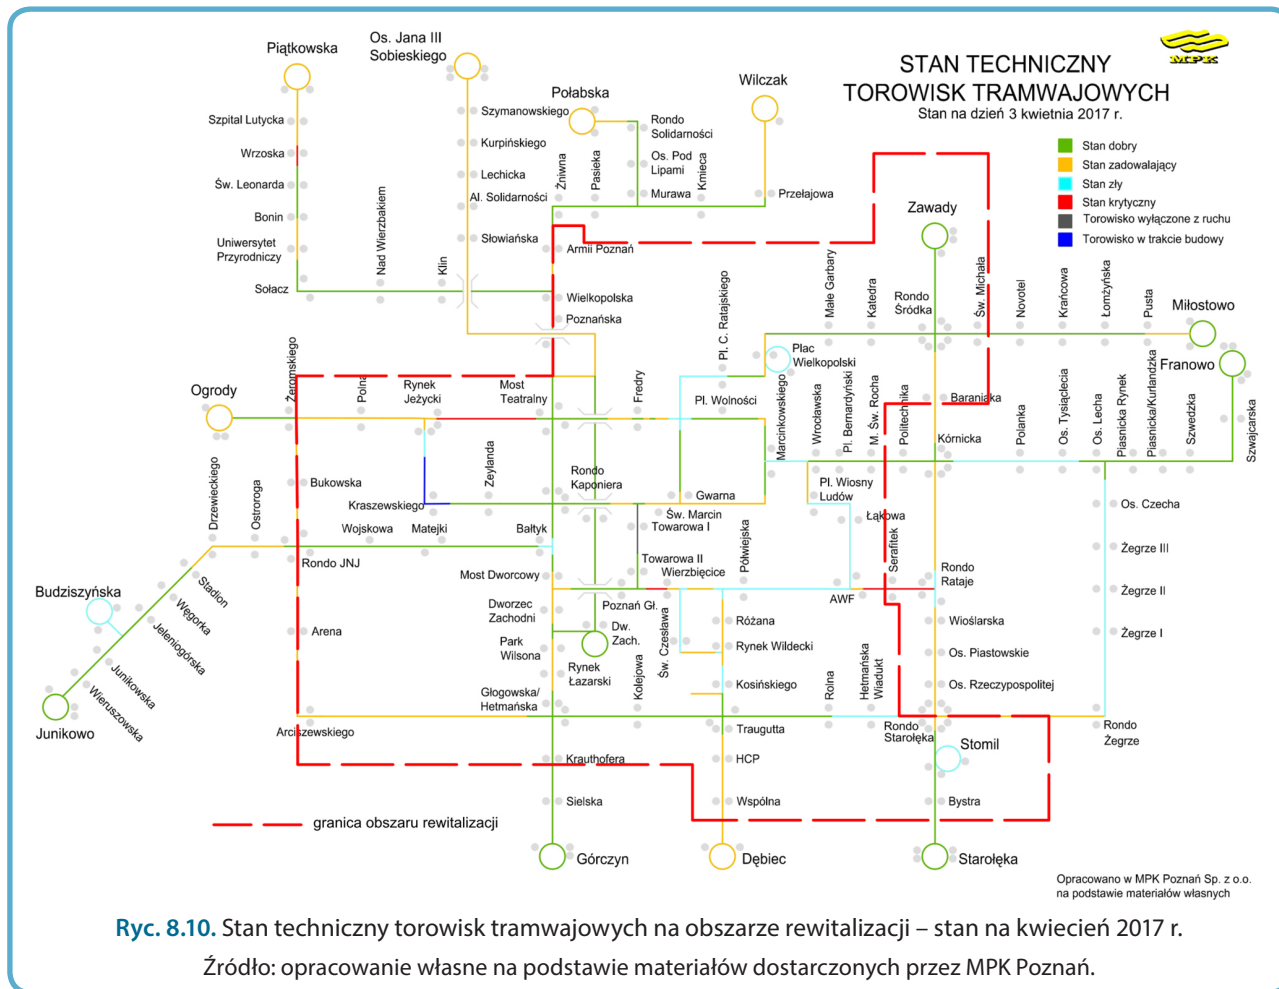 STAN TECHNICZNY
TOROWISK TRAMWAJOWYCH
Stan na dzień 3 kwietnia 2017 r.
MPK
Stan dobry
Stan zadowalający
Stan zły
Stan krytyczny
Torowisko wyłączone z ruchu
Torowisko w trakcie budowy
Piątkowska
Os. Jana III
Sobieskiego
Połabska
Wilczak
Szpital Lutycka
Wrzoska
Św. Leonarda
Bonin
Uniwersytet
Przyrodniczy
Sołacz
Nad Wierzbakiem
Klin
Szymanowskiego
Kurpińskiego
Lechicka
Al. Solidarności
Słowiańska
Żniwna
Pasieka
Rondo
Solidarności
Os. Pod
Lipami
Murawa
Kmieca
Przełajowa
Armii Poznań
Wielkopolska
Poznańska
Zawady
Rondo
Śródka
Małe Garbary
Katedra
Św. Michała
Novotel
Krańcowa
Łomżyńska
Pusta
Miłostowo
Franowo
Pl. C. Ratajskiego
Plac
Wielkopolski
Ogrody
Żeromskiego
Polna
Rynek
Jeżycki
Most
Teatralny
Fredry
Pl. Wolności
Marcinkowskiego
Wrocławska
Pl. Bernardyński
M. Św. Rocha
Politechnika
Baraniaka
Kórnicka
Polanka
Os. Tysiąclecia
Os. Lecha
Piasnicka Rynek
Piaśnicka/Kurlandzka
Szwedzka
Szwajcarska
Drzewieckiego
Ostroroga
Bukowska
Kraszewskiego
Zeylanda
Rondo
Kaponiera
Gwarna
Św. Marcin
Towarowa I
Pl. Wiosny
Ludów
Łąkowa
Os. Czecha
Wojskowa
Matejki
Bałtyk
Rondo JNJ
Towarowa II
Wierzbięcice
Półwiejska
Serafitek
Żegrze III
Most Dworcowy
AWF
Rondo
Rataje
Żegrze II
Budziszyńska
Stadion
Węgorka
Jeleniogórska
Junikowska
Wieruszowska
Junikowo
Arena
Dworzec
Zachodni
Poznań Gł.
Dw.
Zach.
Park
Wilsona
Rynek
Łazarski
Św. Czesława
Różana
Rynek Wildecki
Kosińskiego
Wioślarska
Żegrze I
Os. Piastowskie
Os. Rzeczypospolitej
Głogowska/
Hetmańska
Kolejowa
Rolna
Hetmańska
Wiadukt
Arciszewskiego
Traugutta
Rondo
Starołęka
Rondo
Żegrze
Stomil
Krauthofera
HCP
Sielska
Wspólna
Bystra
granica obszaru rewitalizacji
Górczyn
Dębiec
Starołęka
Opracowano w MPK Poznań Sp. z o.o.
na podstawie materiałów własnych
Ryc. 8.10. Stan techniczny torowisk tramwajowych na obszarze rewitalizacji – stan na kwiecień 2017 r.
Źródło: opracowanie własne na podstawie materiałów dostarczonych przez MPK Poznań.